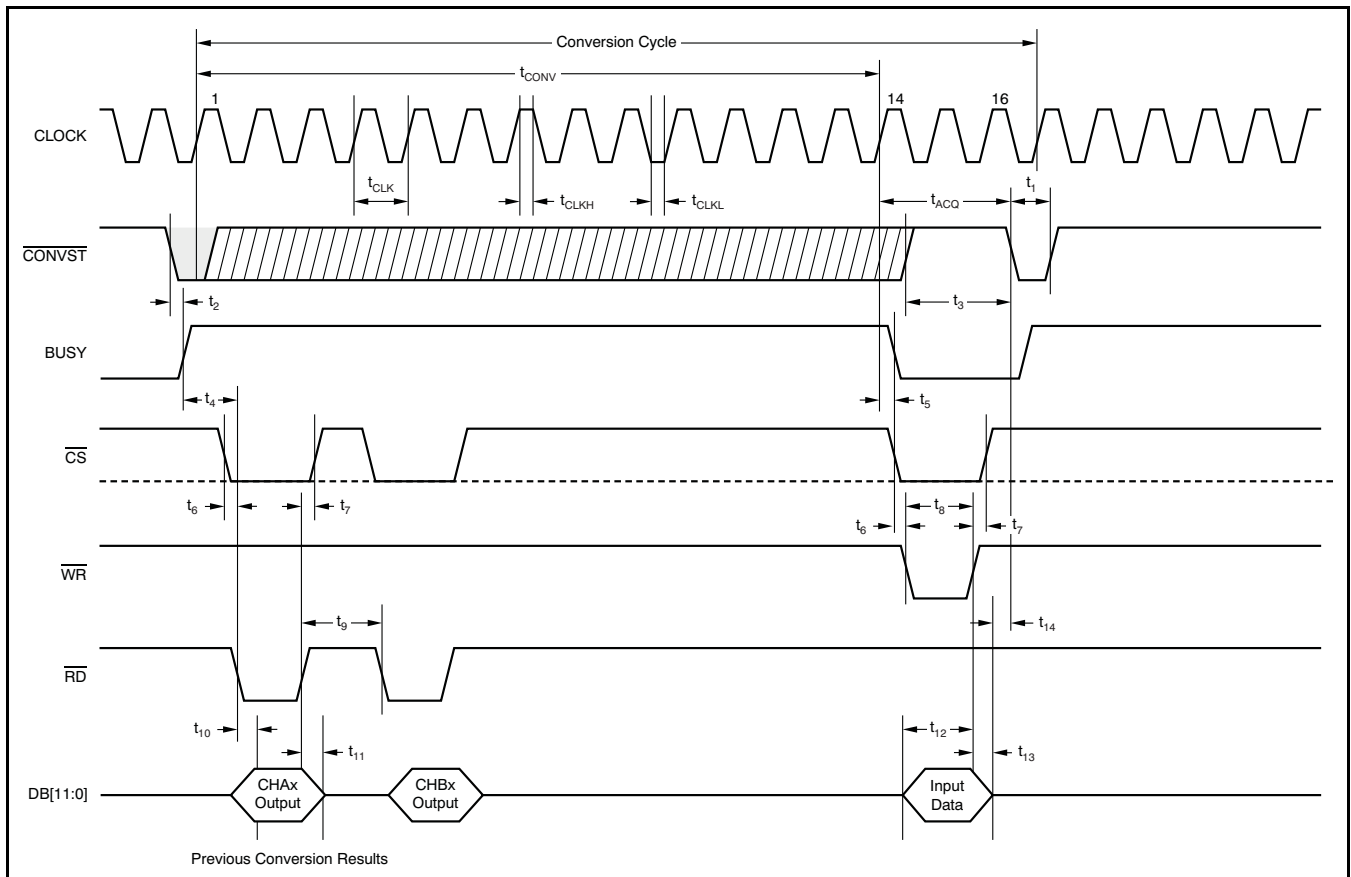 Conversion Cycle
tCONV
1
14
16
CLOCK
tCLK
tCLKH
tCLKL
tACQ
t1
CONVST
t2
t3
BUSY
t4
t5
CS
t6
t7
t8
t6
t7
WR
t9
t14
RD
t10
t11
t12
t13
DB[11:0]
CHAx
Output
CHBx
Output
Input
Data
Previous Conversion Results